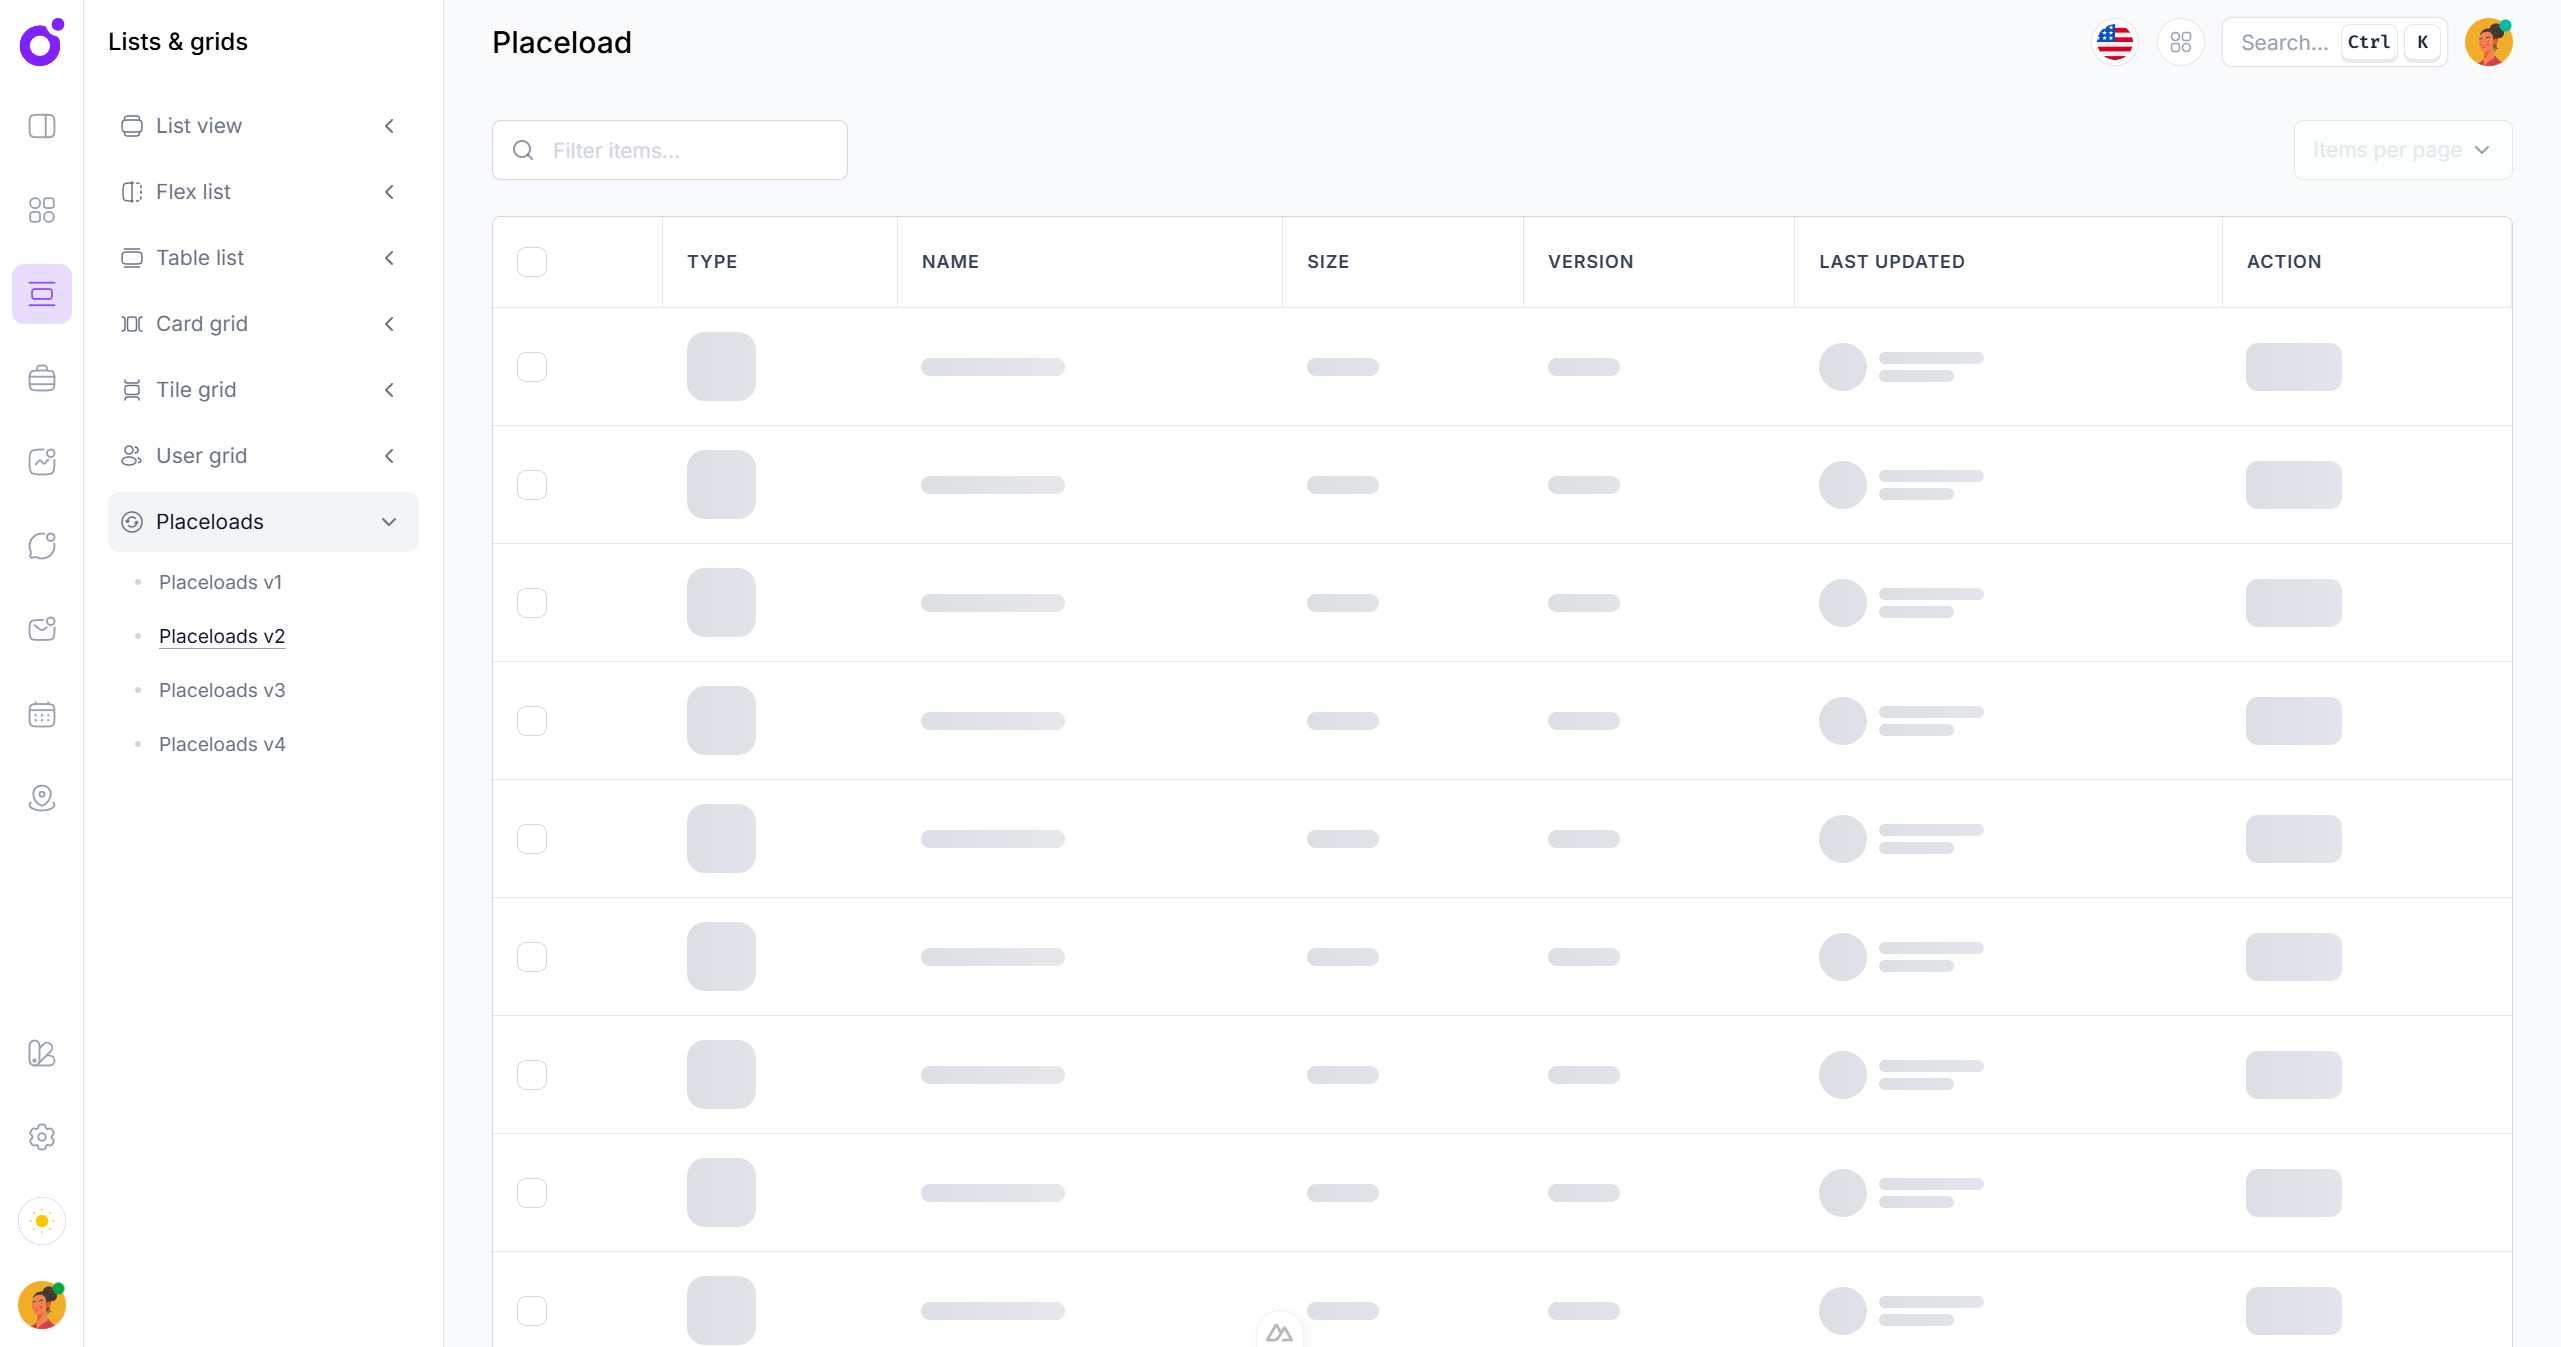 Lists & grids
List view
Flex list
Table list
Card grid
Tile grid
User grid
Placeloads
Placeloads v1
Placeloads v2
Placeloads v3
Placeloads v4
Placeload
Search... Ctrl K
Filter items...
Items per page
TYPE NAME SIZE VERSION LAST UPDATED ACTION